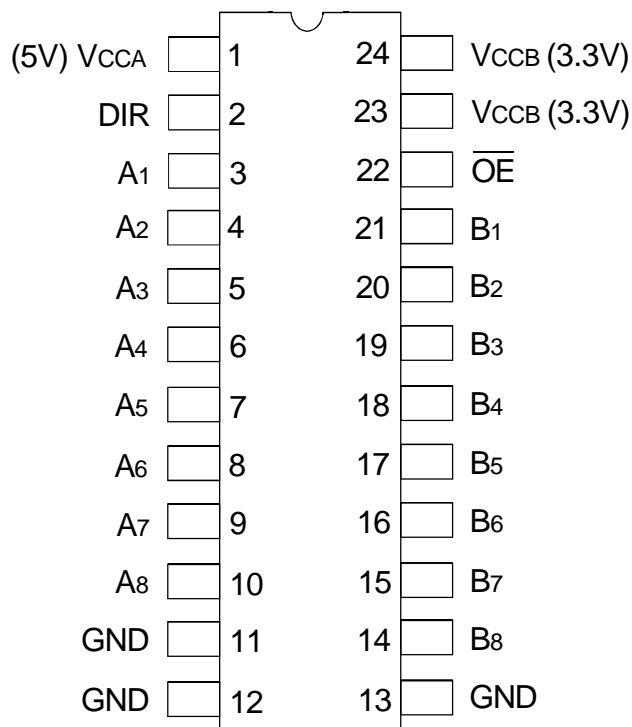 (5V) VCCA 1 24 VCCB (3.3V)
DIR 2 23 VCCB (3.3V)
A1 3 22 O̅E̅
A2 4 21 B1
A3 5 20 B2
A4 6 19 B3
A5 7 18 B4
A6 8 17 B5
A7 9 16 B6
A8 10 15 B7
GND 11 14 B8
GND 12 13 GND